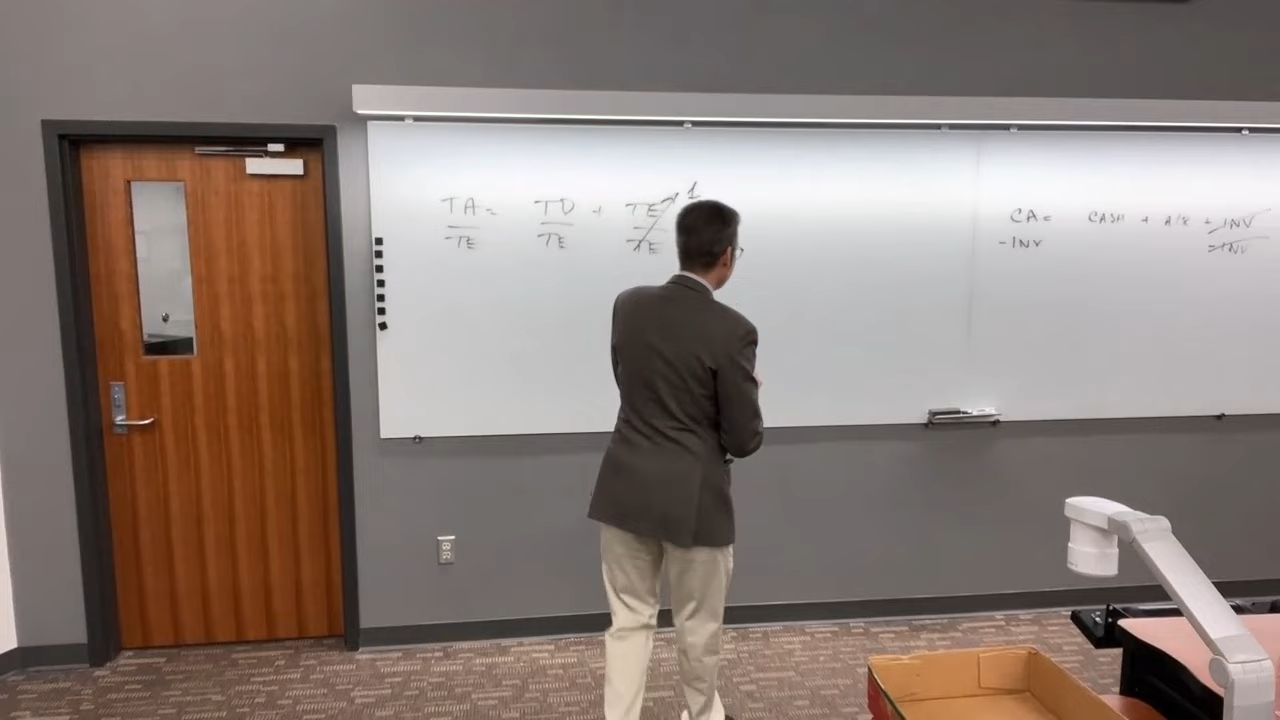 TA = TD + TE 1
TE TE TE
CA = CASH + A/R + INV
-INV -INV